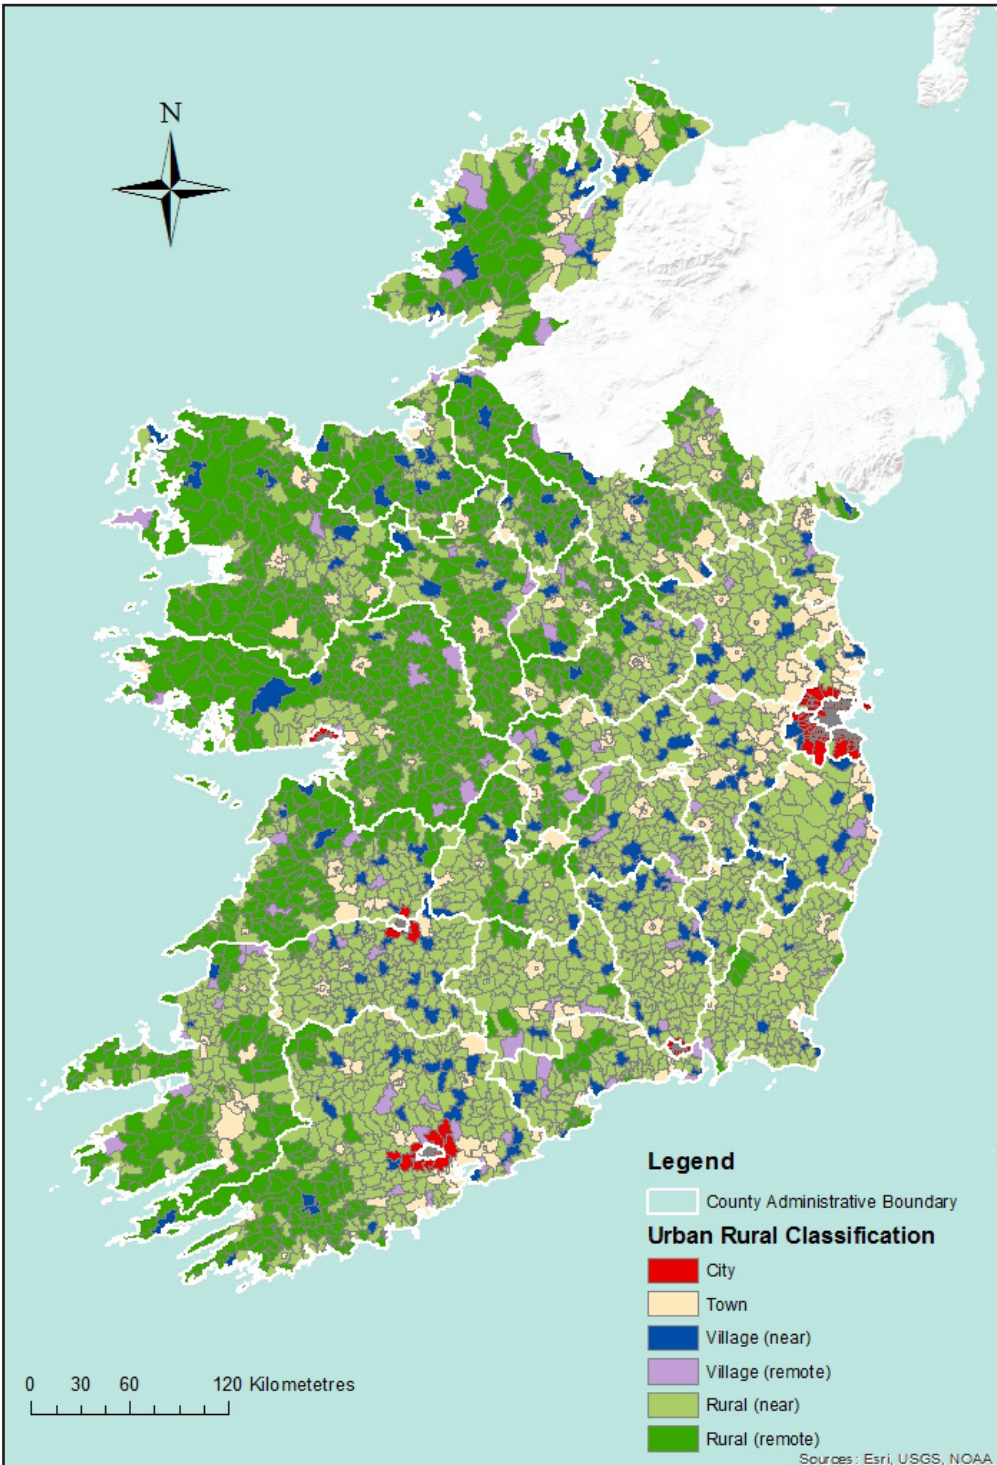 N
Legend
County Administrative Boundary
Urban Rural Classification
City
Town
Village (near)
Village (remote)
Rural (near)
Rural (remote)
0 30 60 120 Kilometetres
Sources: Esri, USGS, NOAA